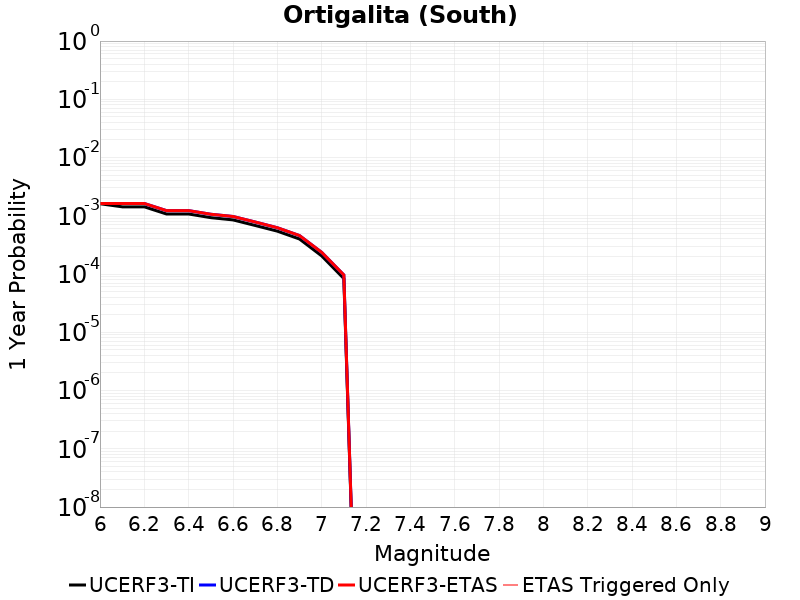 Ortigalita (South)
10^0
10^-1
10^-2
10^-3
10^-4
10^-5
10^-6
10^-7
10^-8
1 Year Probability
6 6.2 6.4 6.6 6.8 7 7.2 7.4 7.6 7.8 8 8.2 8.4 8.6 8.8 9
Magnitude
UCERF3-TI UCERF3-TD UCERF3-ETAS ETAS Triggered Only